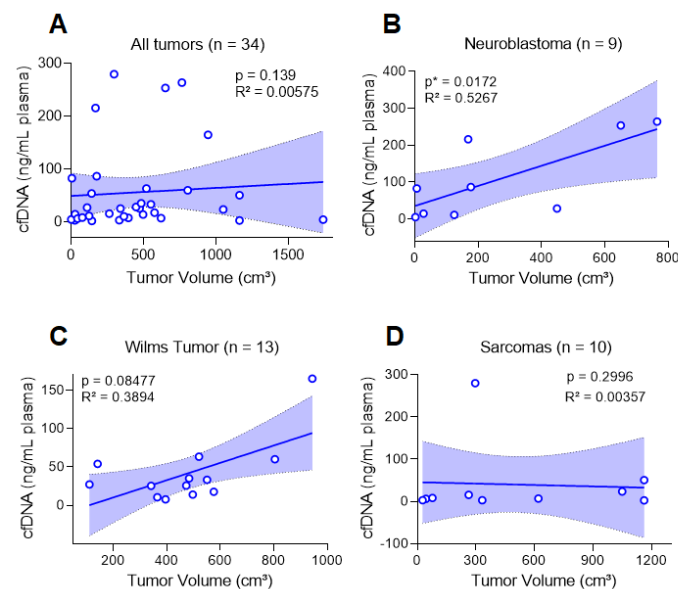 A
All tumors (n = 34)
p = 0.139
R² = 0.00575
cfDNA (ng/mL plasma)
300
200
100
0
0
500
1000
1500
Tumor Volume (cm³)
B
Neuroblastoma (n = 9)
p* = 0.0172
R² = 0.5267
cfDNA (ng/mL plasma)
400
300
200
100
0
0
200
400
600
800
Tumor Volume (cm³)
C
Wilms Tumor (n = 13)
p = 0.08477
R² = 0.3894
cfDNA (ng/mL plasma)
150
100
50
0
200
400
600
800
1000
Tumor Volume (cm³)
D
Sarcomas (n = 10)
p = 0.2996
R² = 0.00357
cfDNA (ng/mL plasma)
300
200
100
0
-100
0
300
600
900
1200
Tumor Volume (cm³)